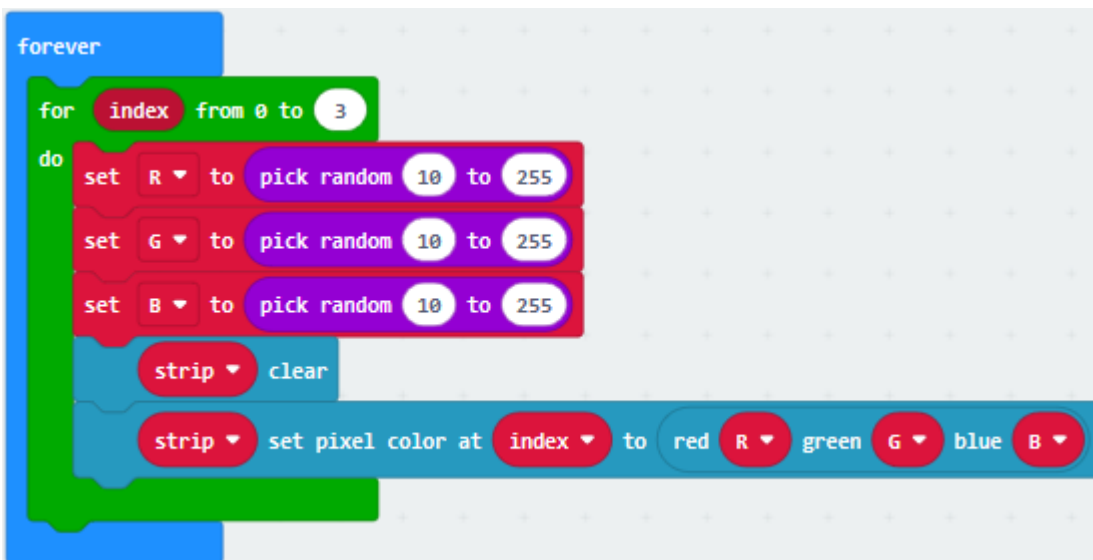 forever
for index from 0 to 3
do
set R to pick random 10 to 255
set G to pick random 10 to 255
set B to pick random 10 to 255
strip clear
strip set pixel color at index to red R green G blue B